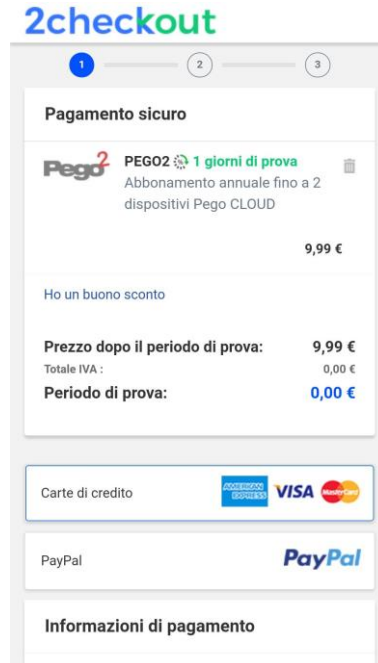 2checkout
1 2 3
Pagamento sicuro
Pego2
PEGO2 1 giorni di prova
Abbonamento annuale fino a 2
dispositivi Pego CLOUD
9,99 €
Ho un buono sconto
Prezzo dopo il periodo di prova: 9,99 €
Totale IVA : 0,00 €
Periodo di prova: 0,00 €
Carte di credito AMERICAN EXPRESS VISA MasterCard
PayPal PayPal
Informazioni di pagamento